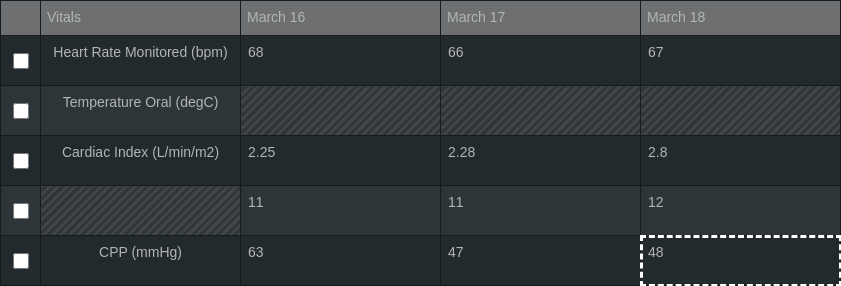 Vitals March 16 March 17 March 18
Heart Rate Monitored (bpm) 68 66 67
Temperature Oral (degC)
Cardiac Index (L/min/m2) 2.25 2.28 2.8
11 11 12
CPP (mmHg) 63 47 48